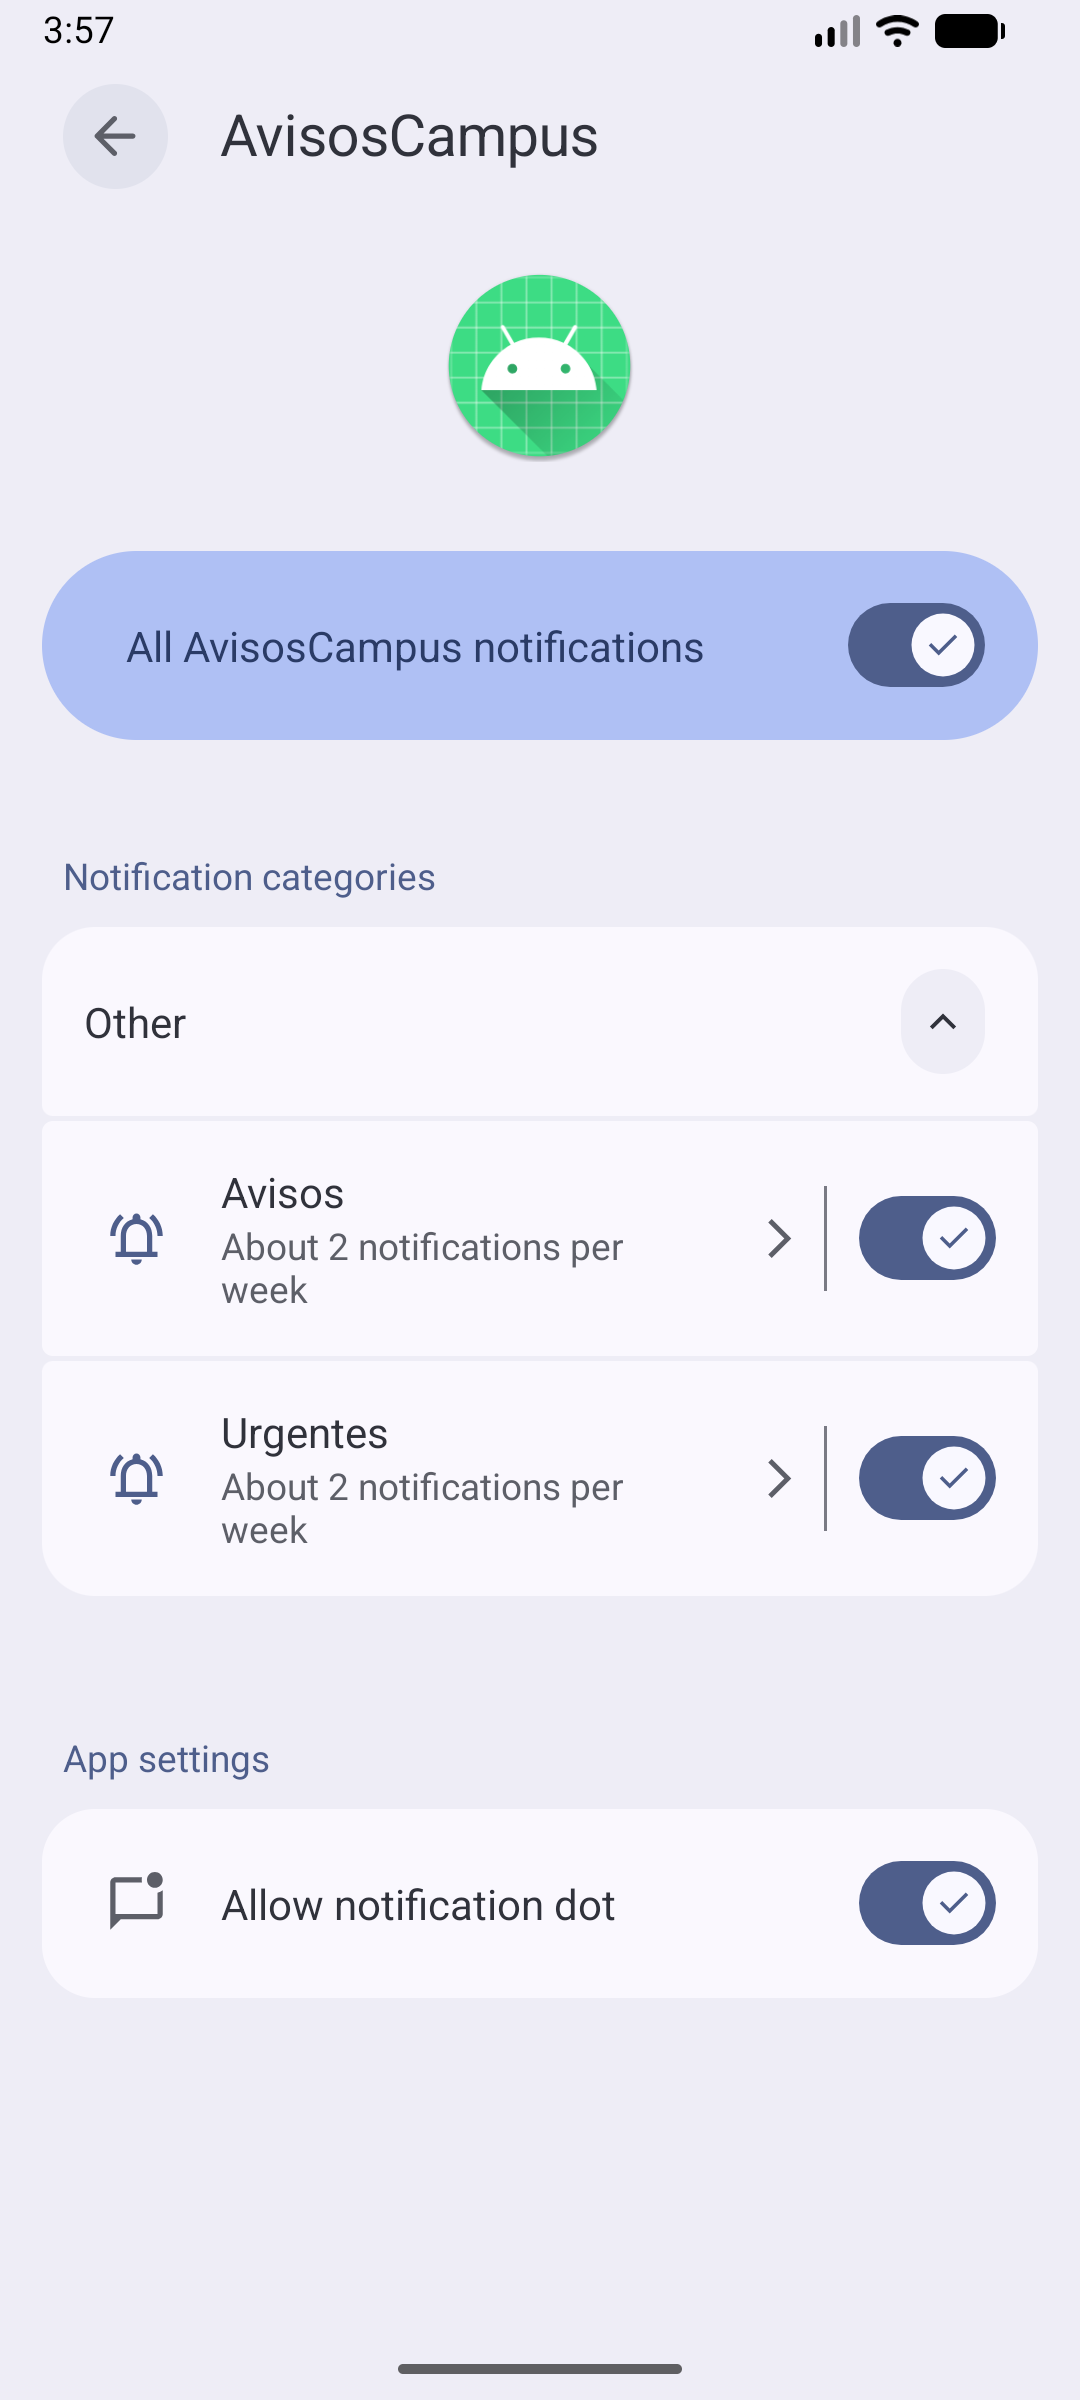 3:57
AvisosCampus
All AvisosCampus notifications
Notification categories
Other
Avisos
About 2 notifications per
week
Urgentes
About 2 notifications per
week
App settings
Allow notification dot